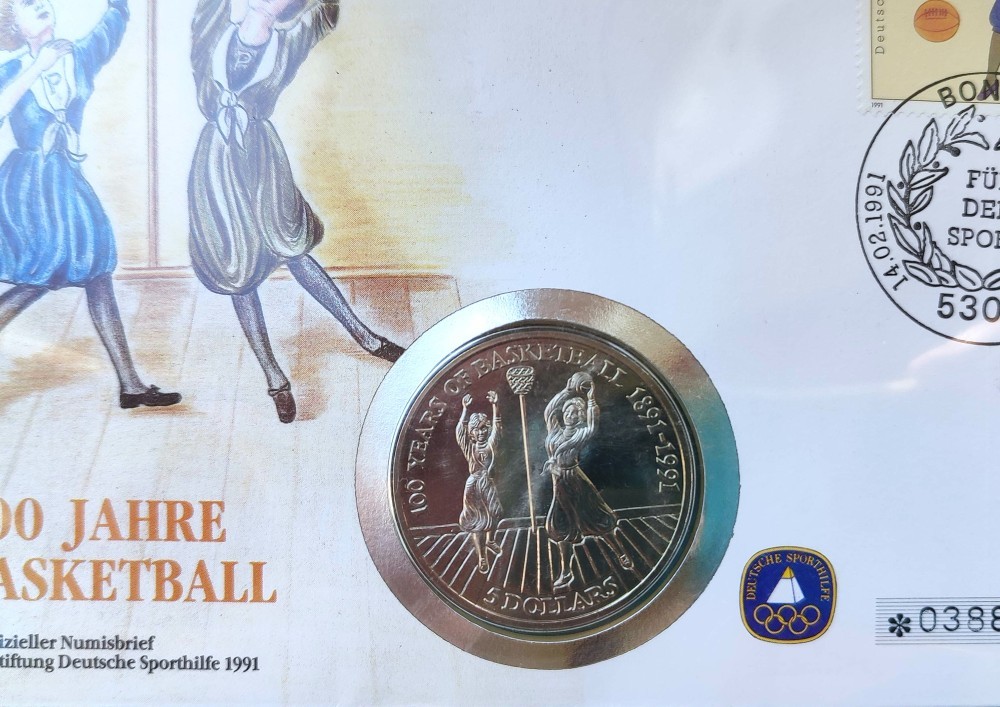 Deutsc
1991
BON
14.02.1991
FÜ
DE
SPOR
530
P
P
100 YEARS OF BASKETBALL 1891-1991
5 DOLLARS
00 JAHRE
ASKETBALL
izieller Numisbrief
tiftung Deutsche Sporthilfe 1991
DEUTSCHE SPORTHILFE
*0388